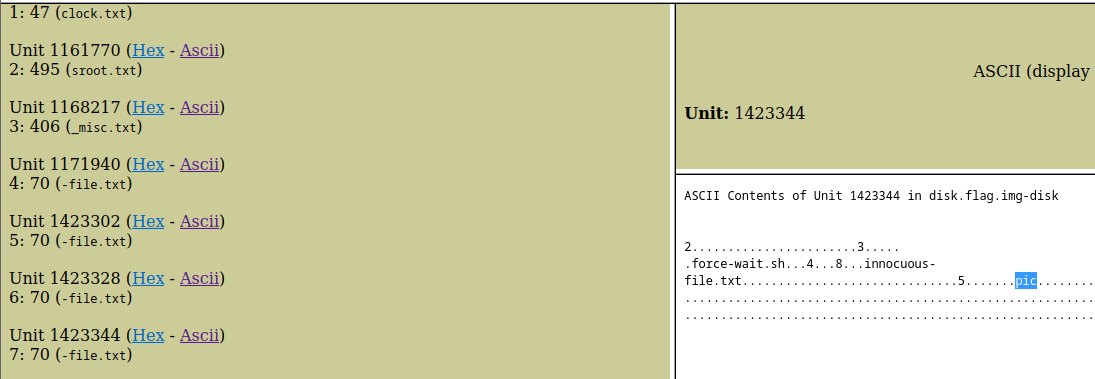 1: 47 (clock.txt)
Unit 1161770 (Hex - Ascii)
2: 495 (sroot.txt)
Unit 1168217 (Hex - Ascii)
3: 406 (_misc.txt)
Unit 1171940 (Hex - Ascii)
4: 70 (-file.txt)
Unit 1423302 (Hex - Ascii)
5: 70 (-file.txt)
Unit 1423328 (Hex - Ascii)
6: 70 (-file.txt)
Unit 1423344 (Hex - Ascii)
7: 70 (-file.txt)
ASCII (display
Unit: 1423344
ASCII Contents of Unit 1423344 in disk.flag.img-disk
2.......................3.....
.force-wait.sh...4...8...innocuous-
file.txt..............................5.......pic........
.........................................................
.........................................................